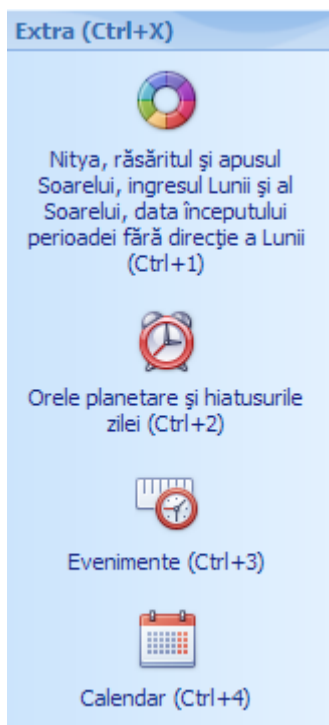 Extra (Ctrl+X)
Nitya, răsăritul şi apusul
Soarelui, ingresul Lunii şi al
Soarelui, data începutului
perioadei fără direcţie a Lunii
(Ctrl+1)
Orele planetare şi hiatusurile
zilei (Ctrl+2)
Evenimente (Ctrl+3)
Calendar (Ctrl+4)